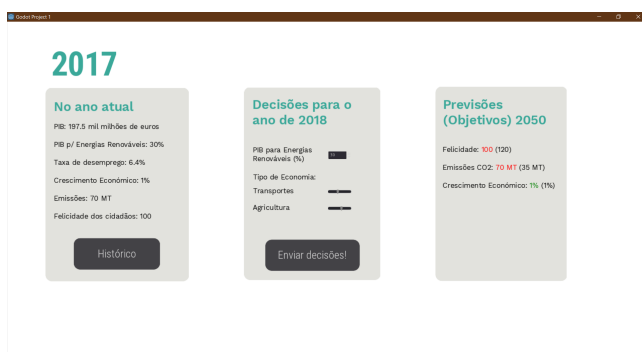 Godot Project 1
2017
No ano atual
PIB: 197.5 mil milhões de euros
PIB p/ Energias Renováveis: 30%
Taxa de desemprego: 6.4%
Crescimento Económico: 1%
Emissões: 70 MT
Felicidade dos cidadãos: 100
Histórico
Decisões para o
ano de 2018
PIB para Energias
Renováveis (%)
Tipo de Economia:
Transportes
Agricultura
Enviar decisões!
Previsões
(Objetivos) 2050
Felicidade: 100 (120)
Emissões CO2: 70 MT (35 MT)
Crescimento Económico: 1% (1%)